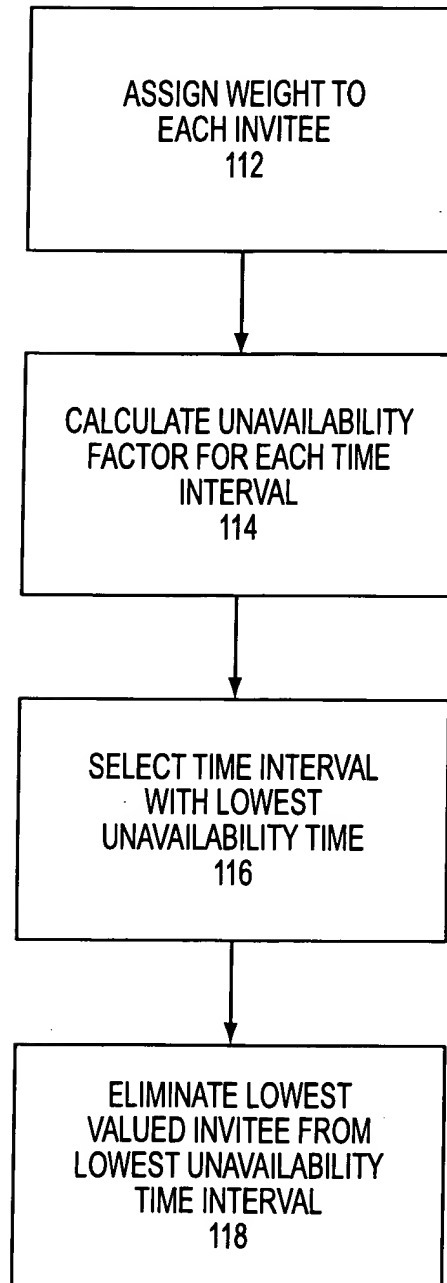 ASSIGN WEIGHT TO
EACH INVITEE
112
CALCULATE UNAVAILABILITY
FACTOR FOR EACH TIME
INTERVAL
114
SELECT TIME INTERVAL
WITH LOWEST
UNAVAILABILITY TIME
116
ELIMINATE LOWEST
VALUED INVITEE FROM
LOWEST UNAVAILABILITY
TIME INTERVAL
118